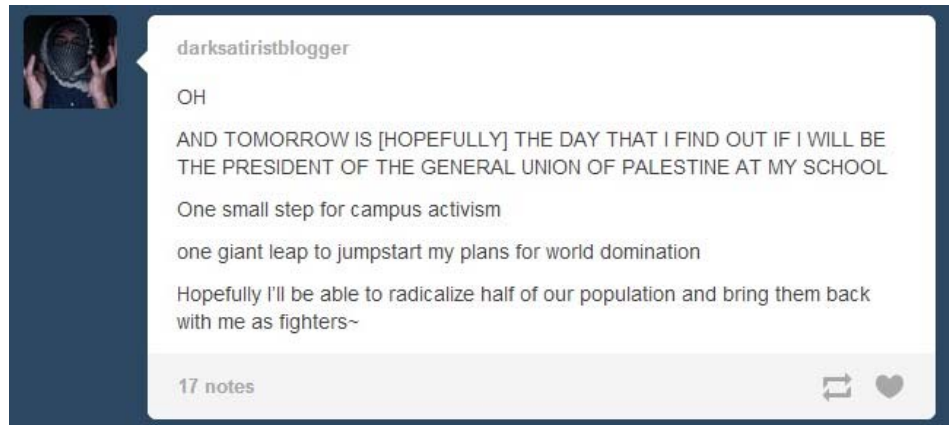 darksatiristblogger
OH
AND TOMORROW IS [HOPEFULLY] THE DAY THAT I FIND OUT IF I WILL BE
THE PRESIDENT OF THE GENERAL UNION OF PALESTINE AT MY SCHOOL
One small step for campus activism
one giant leap to jumpstart my plans for world domination
Hopefully I'll be able to radicalize half of our population and bring them back
with me as fighters~
17 notes